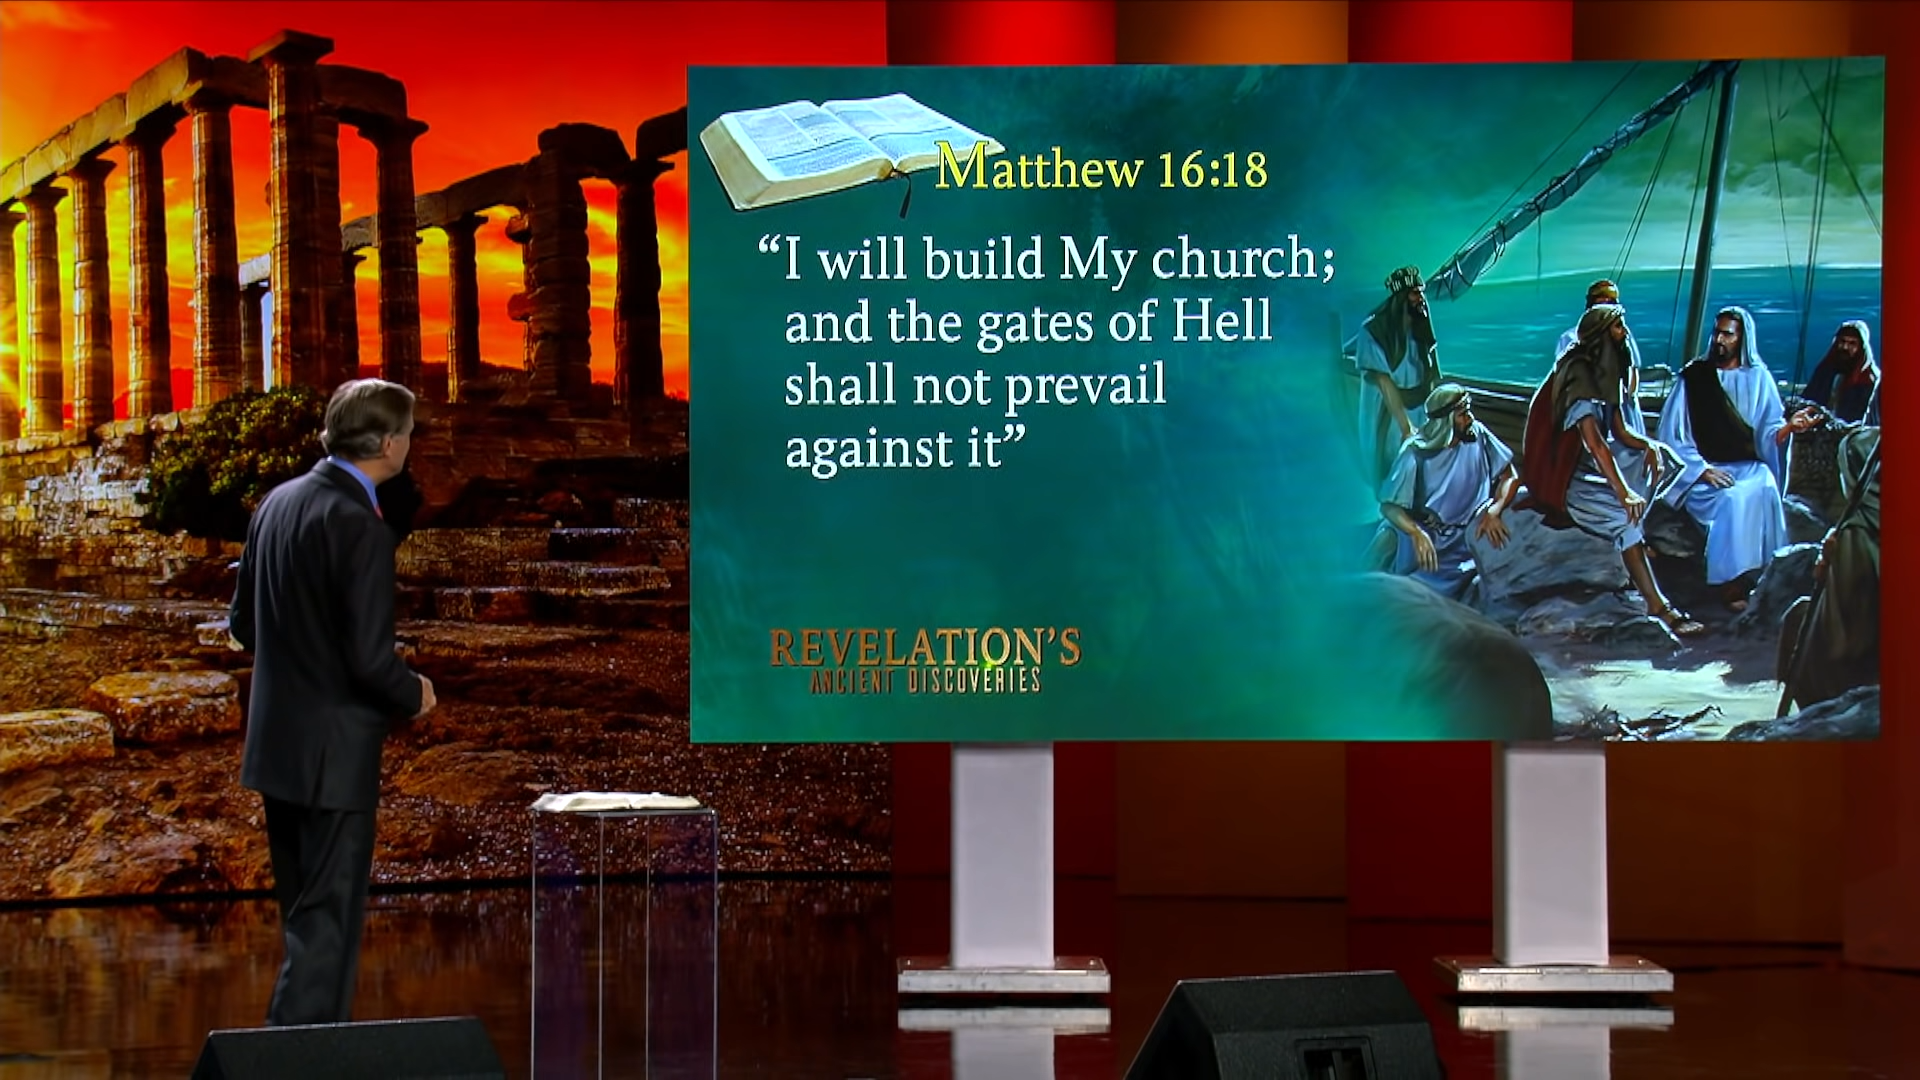 Matthew 16:18
“I will build My church;
and the gates of Hell
shall not prevail
against it”
REVELATION’S
ANCIENT DISCOVERIES